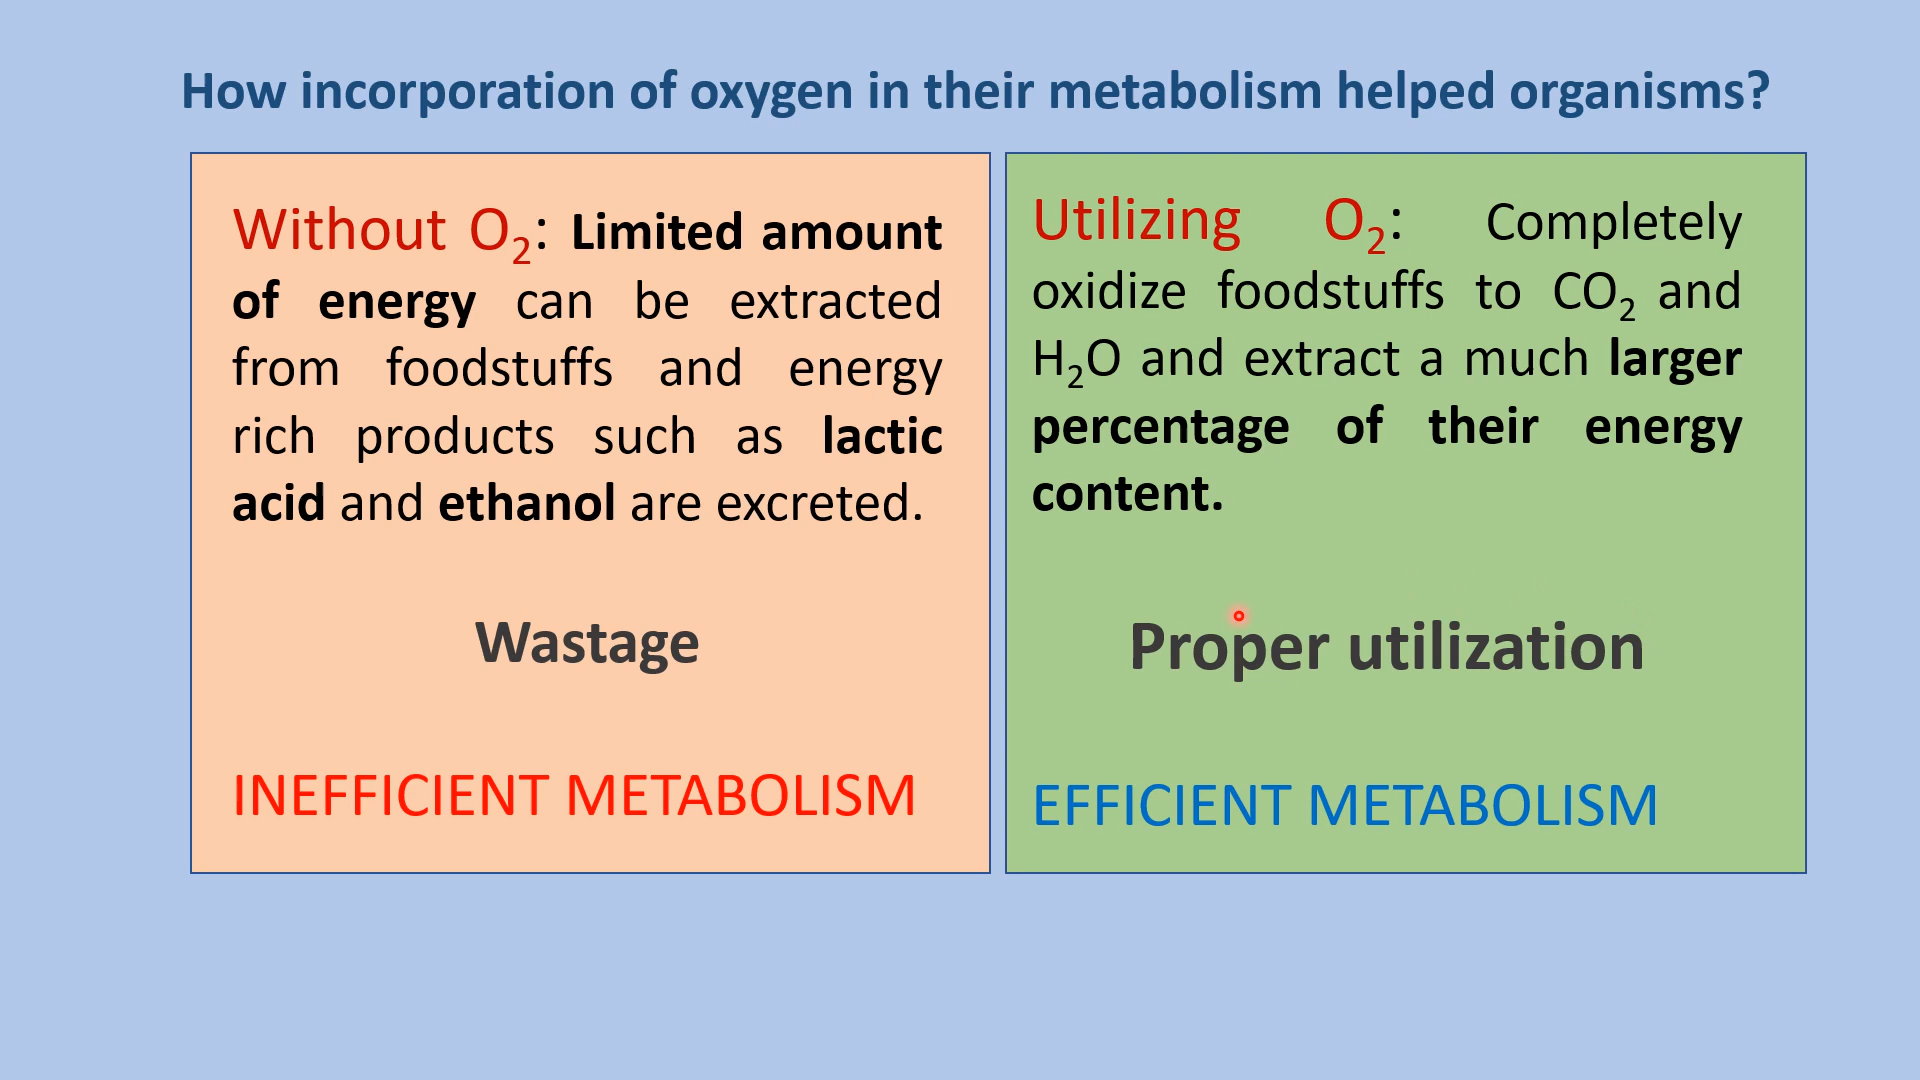 How incorporation of oxygen in their metabolism helped organisms?
Without O₂: Limited amount
of energy can be extracted
from foodstuffs and energy
rich products such as lactic
acid and ethanol are excreted.
Wastage
INEFFICIENT METABOLISM
Utilizing O₂: Completely
oxidize foodstuffs to CO₂ and
H₂O and extract a much larger
percentage of their energy
content.
Proper utilization
EFFICIENT METABOLISM